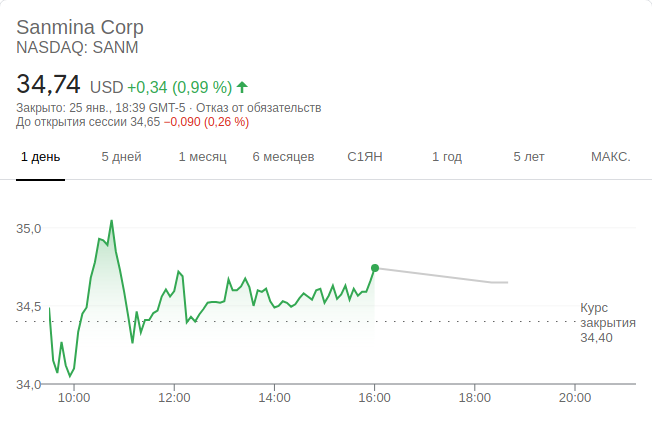 Sanmina Corp
NASDAQ: SANM
34,74 USD +0,34 (0,99 %)
Закрыто: 25 янв., 18:39 GMT-5 · Отказ от обязательств
До открытия сессии 34,65 −0,090 (0,26 %)
1 день 5 дней 1 месяц 6 месяцев С1ЯН 1 год 5 лет МАКС.
35,0
34,5
Курс
закрытия
34,40
34,0
10:00 12:00 14:00 16:00 18:00 20:00